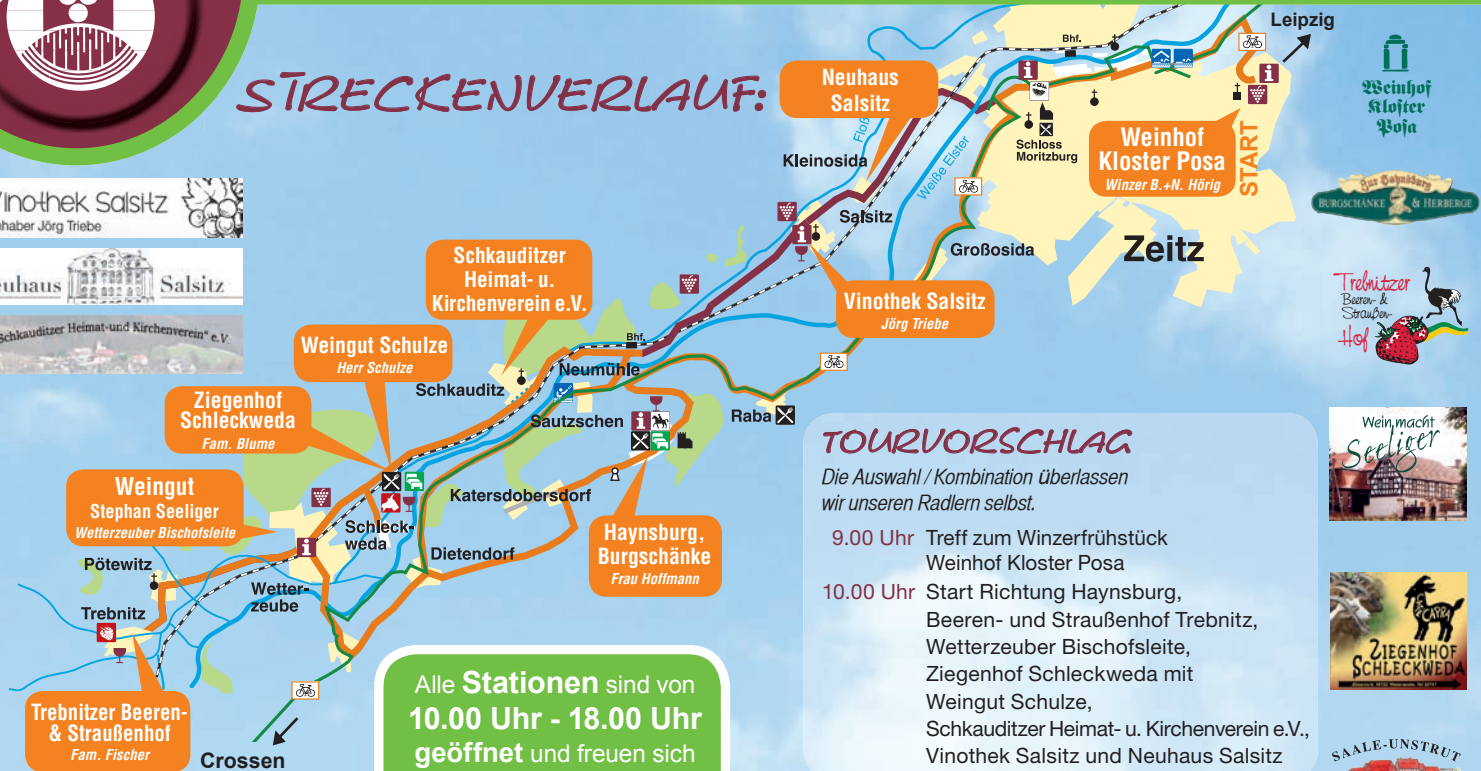 STRECKENVERLAUF:
Leipzig
Bhf.
Neuhaus
Salsitz
Weinhof
Kloster
Posa
Kleinosida
Weiße Elster
Schloss
Moritzburg
Weinhof
Kloster Posa
Winzer B.+N. Hörig
START
Vinothek Salsitz
Inhaber Jörg Triebe
Zur Haynsburg
BURGSCHÄNKE & HERBERGE
Salsitz
Großosida
Zeitz
Neuhaus Salsitz
Schkauditzer
Heimat- u.
Kirchenverein e.V.
Trebnitzer
Beeren- &
Straußen-
Hof
Vinothek Salsitz
Jörg Triebe
"Schkauditzer Heimat-und Kirchenverein" e.V.
Weingut Schulze
Herr Schulze
Bhf.
Neumühle
Schkauditz
Ziegenhof
Schleckweda
Fam. Blume
Sautzschen
Raba
TOURVORSCHLAG
Die Auswahl / Kombination überlassen
wir unseren Radlern selbst.
Wein macht
Seeliger
Weingut
Stephan Seeliger
Wetterzeuber Bischofsleite
Katersdobersdorf
Schleck-
weda
Haynsburg,
Burgschänke
Frau Hoffmann
9.00 Uhr Treff zum Winzerfrühstück
Weinhof Kloster Posa
10.00 Uhr Start Richtung Haynsburg,
Beeren- und Straußenhof Trebnitz,
Wetterzeuber Bischofsleite,
Ziegenhof Schleckweda mit
Weingut Schulze,
Schkauditzer Heimat- u. Kirchenverein e.V.,
Vinothek Salsitz und Neuhaus Salsitz
Pötewitz
Dietendorf
Wetter-
zeube
Trebnitz
CAPRA
ZIEGENHOF
SCHLECKWEDA
Alle Stationen sind von
10.00 Uhr - 18.00 Uhr
geöffnet und freuen sich
Trebnitzer Beeren-
& Straußenhof
Fam. Fischer
Crossen
SAALE-UNSTRUT